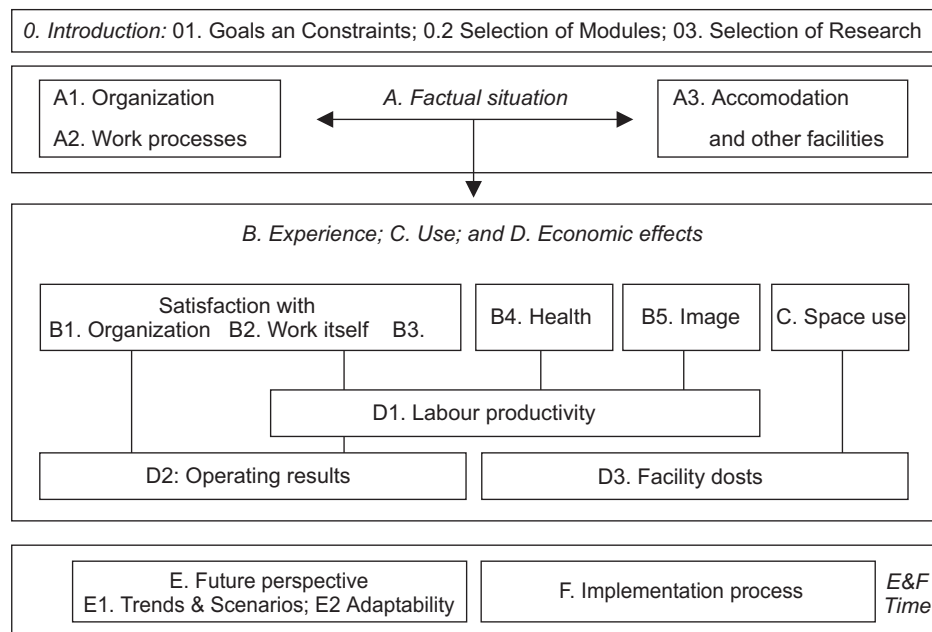 0. Introduction: 01. Goals an Constraints; 0.2 Selection of Modules; 03. Selection of Research
A1. Organization
A2. Work processes
A. Factual situation
A3. Accomodation
and other facilities
B. Experience; C. Use; and D. Economic effects
Satisfaction with
B1. Organization B2. Work itself B3.
B4. Health
B5. Image
C. Space use
D1. Labour productivity
D2: Operating results
D3. Facility dosts
E. Future perspective
E1. Trends & Scenarios; E2 Adaptability
F. Implementation process
E&F
Time